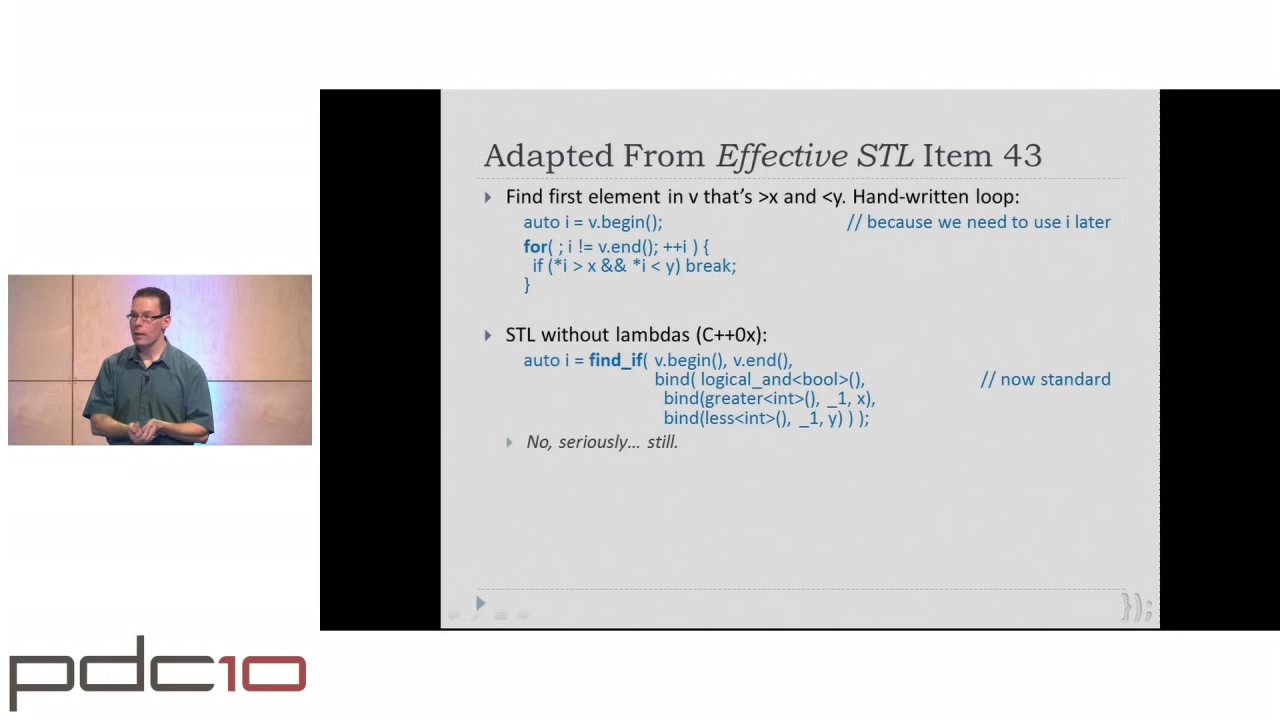 Adapted From Effective STL Item 43
Find first element in v that's >x and <y. Hand-written loop:
auto i = v.begin(); // because we need to use i later
for( ; i != v.end(); ++i ) {
if (*i > x && *i < y) break;
}
STL without lambdas (C++0x):
auto i = find_if( v.begin(), v.end(),
bind( logical_and<bool>(), // now standard
bind(greater<int>(), _1, x),
bind(less<int>(), _1, y) ) );
No, seriously... still.
});
pdc10